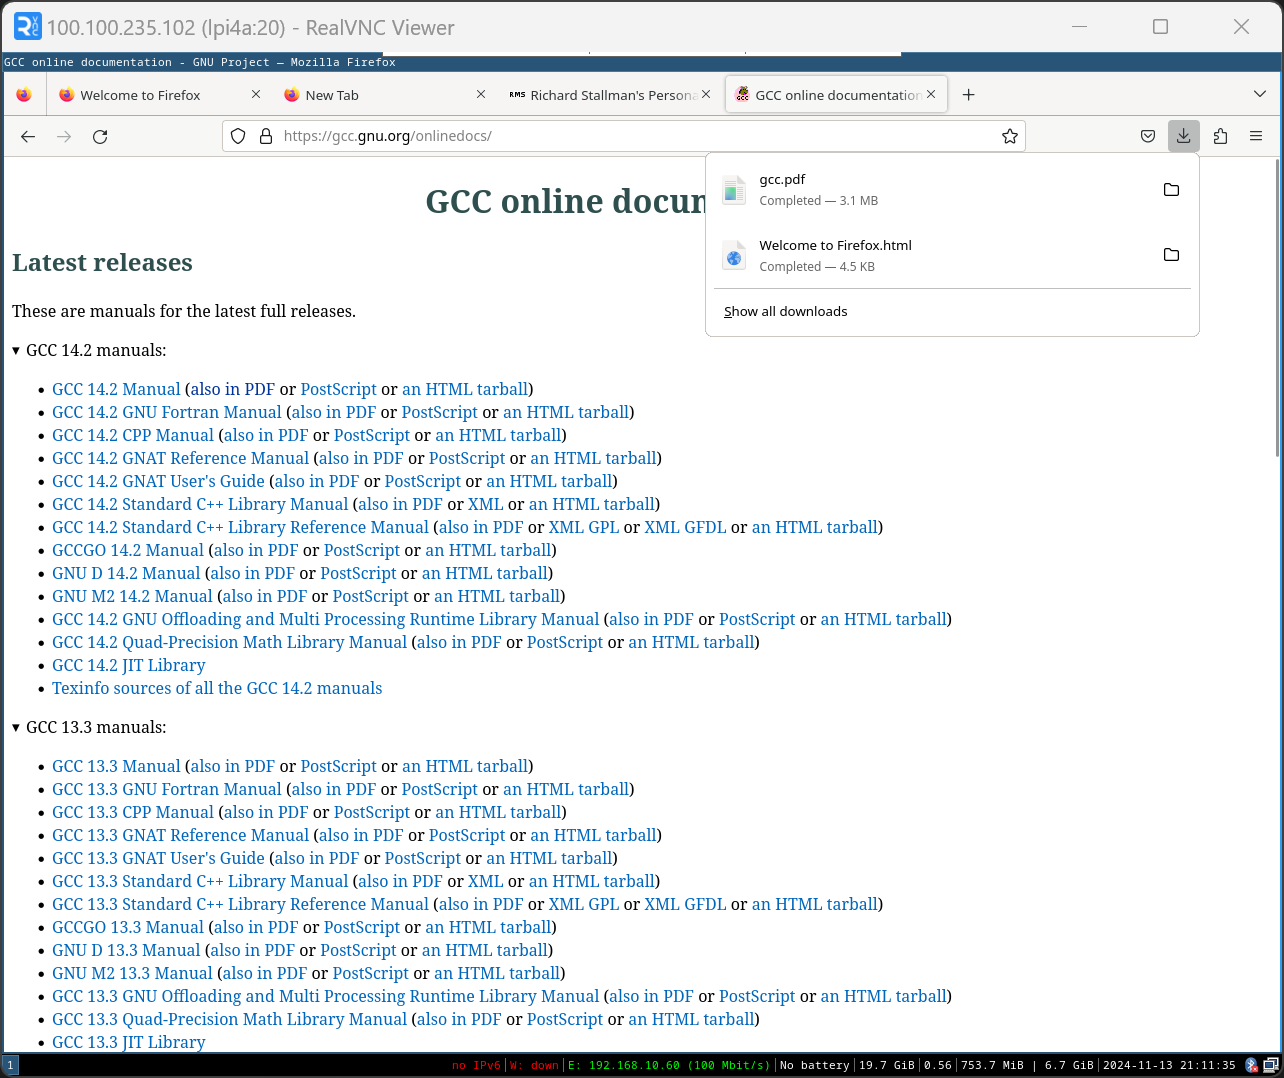 100.100.235.102 (lpi4a:20) - RealVNC Viewer
GCC online documentation - GNU Project — Mozilla Firefox
Welcome to Firefox
New Tab
RMS Richard Stallman's Persona
GCC online documentation
https://gcc.gnu.org/onlinedocs/
gcc.pdf
Completed — 3.1 MB
Welcome to Firefox.html
Completed — 4.5 KB
Show all downloads
GCC online docum
Latest releases
These are manuals for the latest full releases.
GCC 14.2 manuals:
GCC 14.2 Manual (also in PDF or PostScript or an HTML tarball)
GCC 14.2 GNU Fortran Manual (also in PDF or PostScript or an HTML tarball)
GCC 14.2 CPP Manual (also in PDF or PostScript or an HTML tarball)
GCC 14.2 GNAT Reference Manual (also in PDF or PostScript or an HTML tarball)
GCC 14.2 GNAT User's Guide (also in PDF or PostScript or an HTML tarball)
GCC 14.2 Standard C++ Library Manual (also in PDF or XML or an HTML tarball)
GCC 14.2 Standard C++ Library Reference Manual (also in PDF or XML GPL or XML GFDL or an HTML tarball)
GCCGO 14.2 Manual (also in PDF or PostScript or an HTML tarball)
GNU D 14.2 Manual (also in PDF or PostScript or an HTML tarball)
GNU M2 14.2 Manual (also in PDF or PostScript or an HTML tarball)
GCC 14.2 GNU Offloading and Multi Processing Runtime Library Manual (also in PDF or PostScript or an HTML tarball)
GCC 14.2 Quad-Precision Math Library Manual (also in PDF or PostScript or an HTML tarball)
GCC 14.2 JIT Library
Texinfo sources of all the GCC 14.2 manuals
GCC 13.3 manuals:
GCC 13.3 Manual (also in PDF or PostScript or an HTML tarball)
GCC 13.3 GNU Fortran Manual (also in PDF or PostScript or an HTML tarball)
GCC 13.3 CPP Manual (also in PDF or PostScript or an HTML tarball)
GCC 13.3 GNAT Reference Manual (also in PDF or PostScript or an HTML tarball)
GCC 13.3 GNAT User's Guide (also in PDF or PostScript or an HTML tarball)
GCC 13.3 Standard C++ Library Manual (also in PDF or XML or an HTML tarball)
GCC 13.3 Standard C++ Library Reference Manual (also in PDF or XML GPL or XML GFDL or an HTML tarball)
GCCGO 13.3 Manual (also in PDF or PostScript or an HTML tarball)
GNU D 13.3 Manual (also in PDF or PostScript or an HTML tarball)
GNU M2 13.3 Manual (also in PDF or PostScript or an HTML tarball)
GCC 13.3 GNU Offloading and Multi Processing Runtime Library Manual (also in PDF or PostScript or an HTML tarball)
GCC 13.3 Quad-Precision Math Library Manual (also in PDF or PostScript or an HTML tarball)
GCC 13.3 JIT Library
1
no IPv6|W: down|E: 192.168.10.60 (100 Mbit/s)|No battery|19.7 GiB|0.56|753.7 MiB | 6.7 GiB|2024-11-13 21:11:35